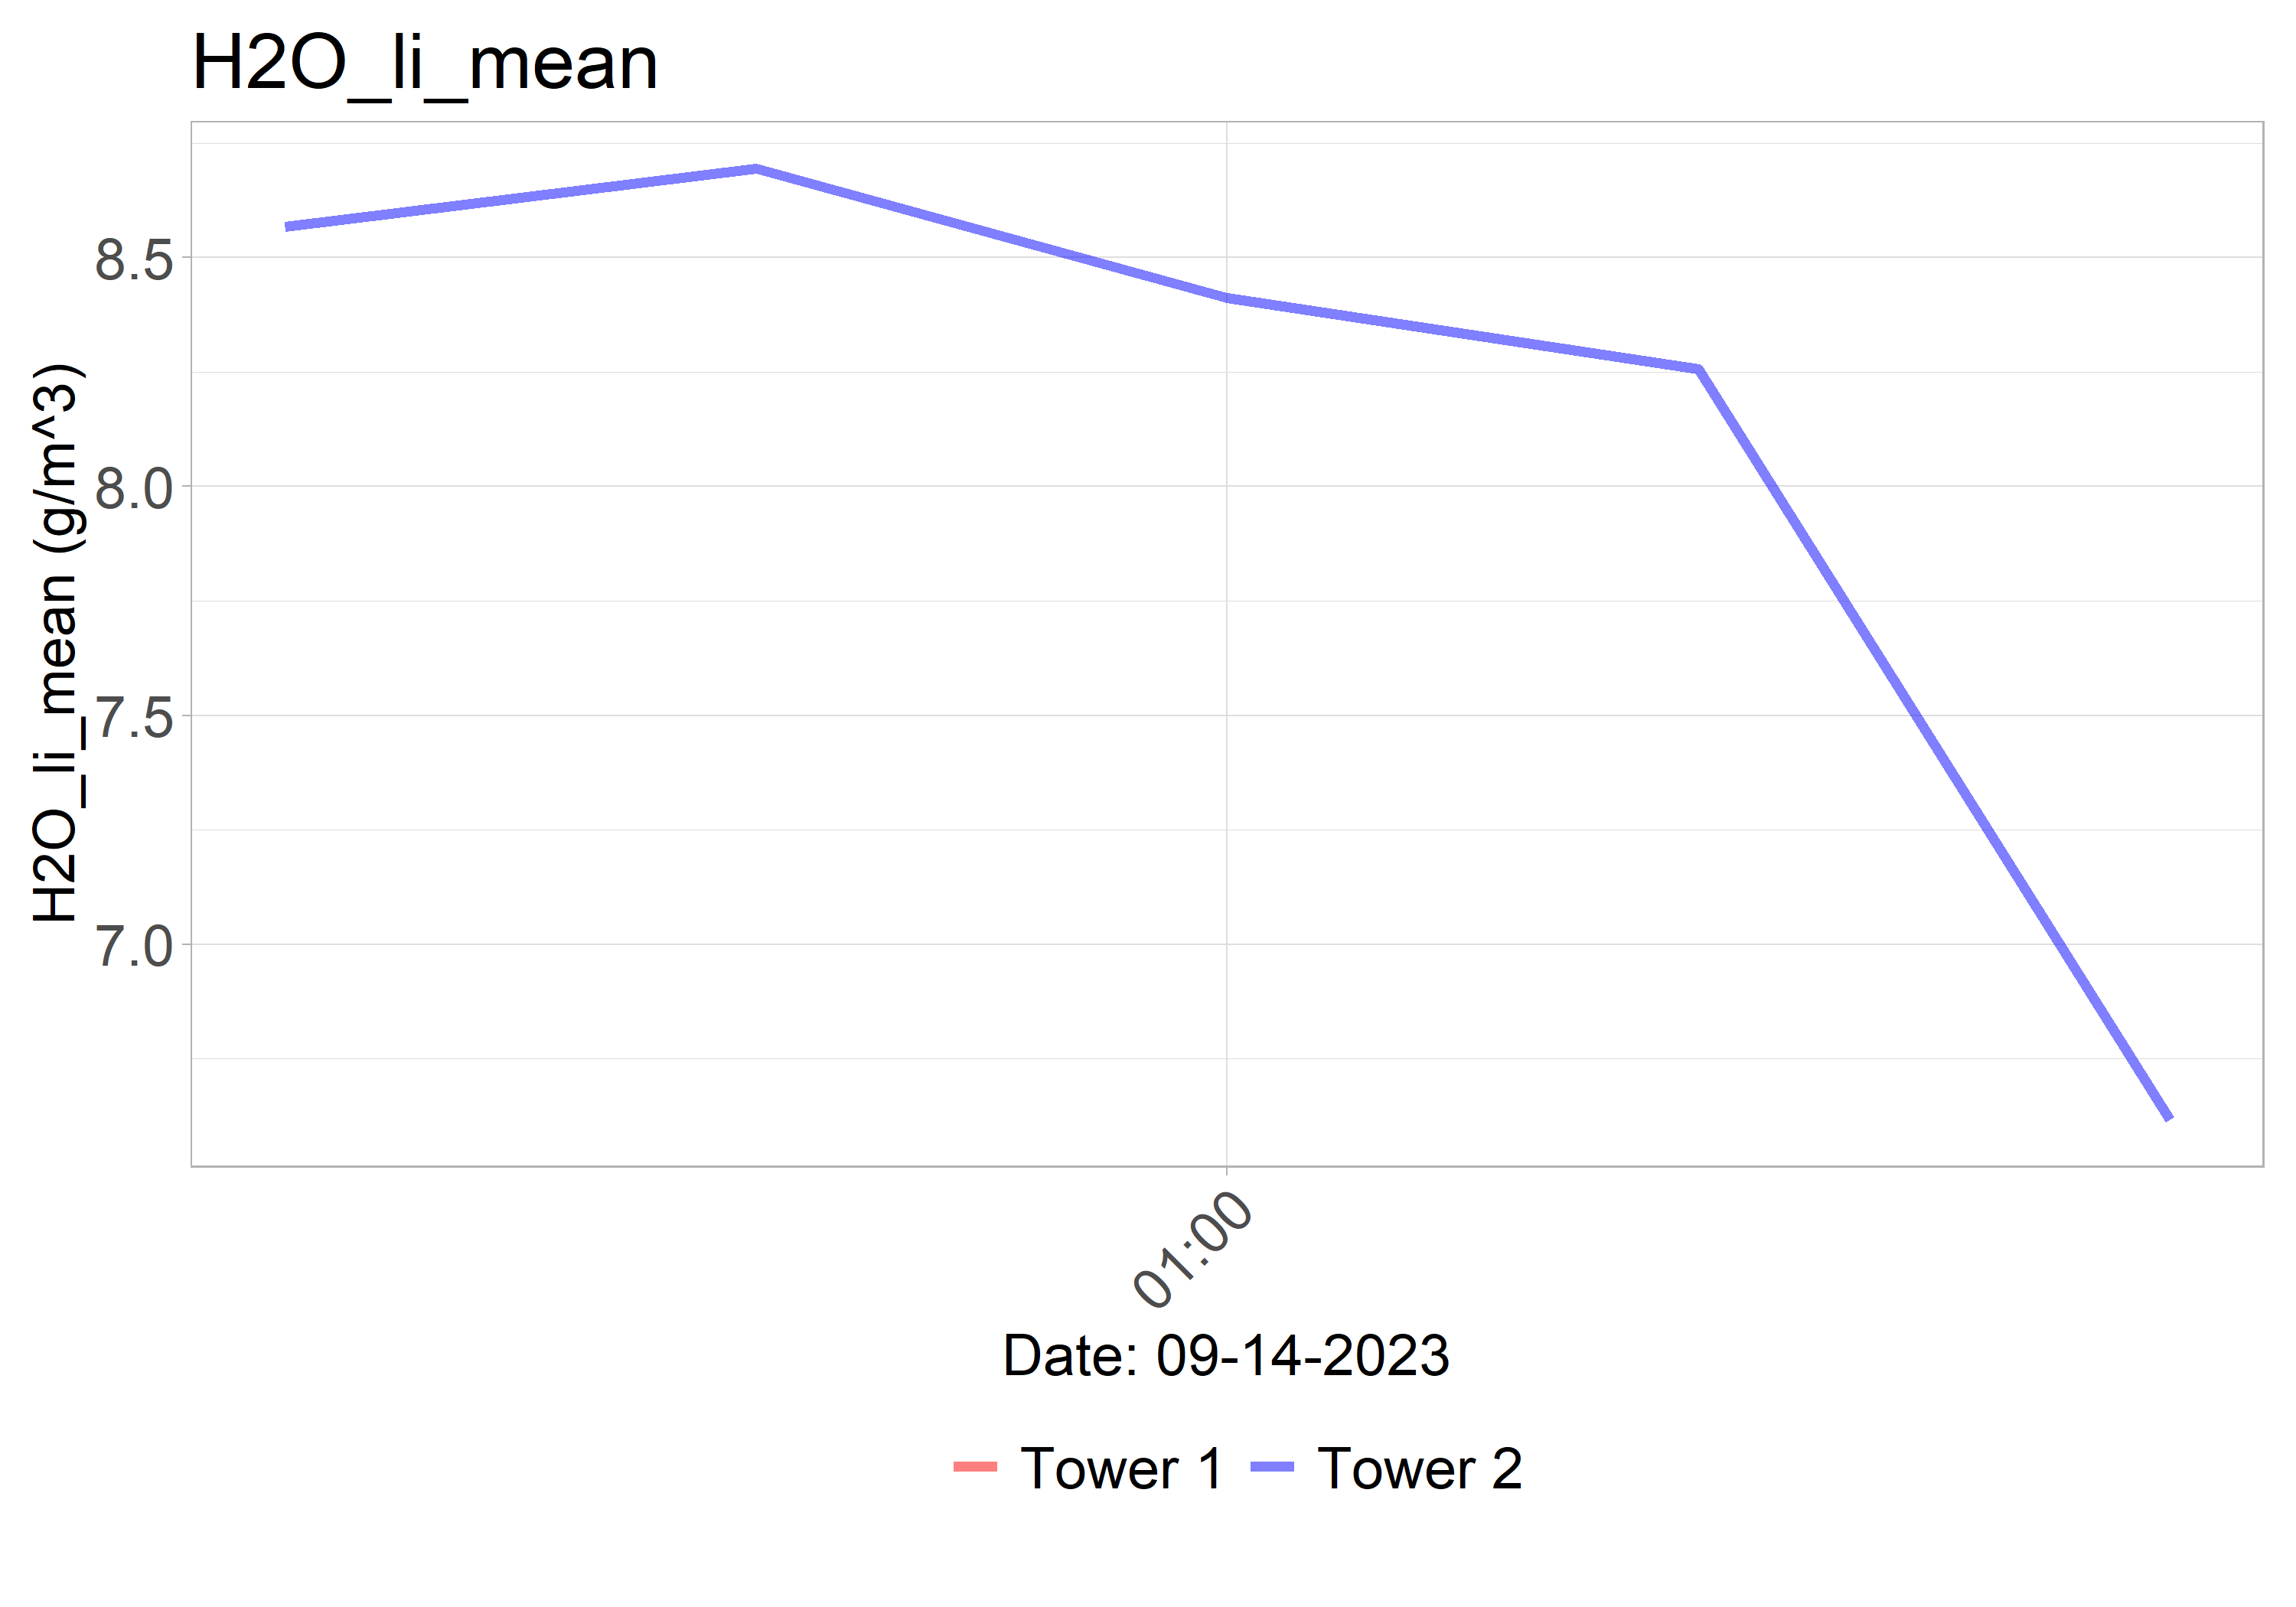 H2O_li_mean
H2O_li_mean (g/m^3)
8.5
8.0
7.5
7.0
01:00
Date: 09-14-2023
Tower 1 Tower 2